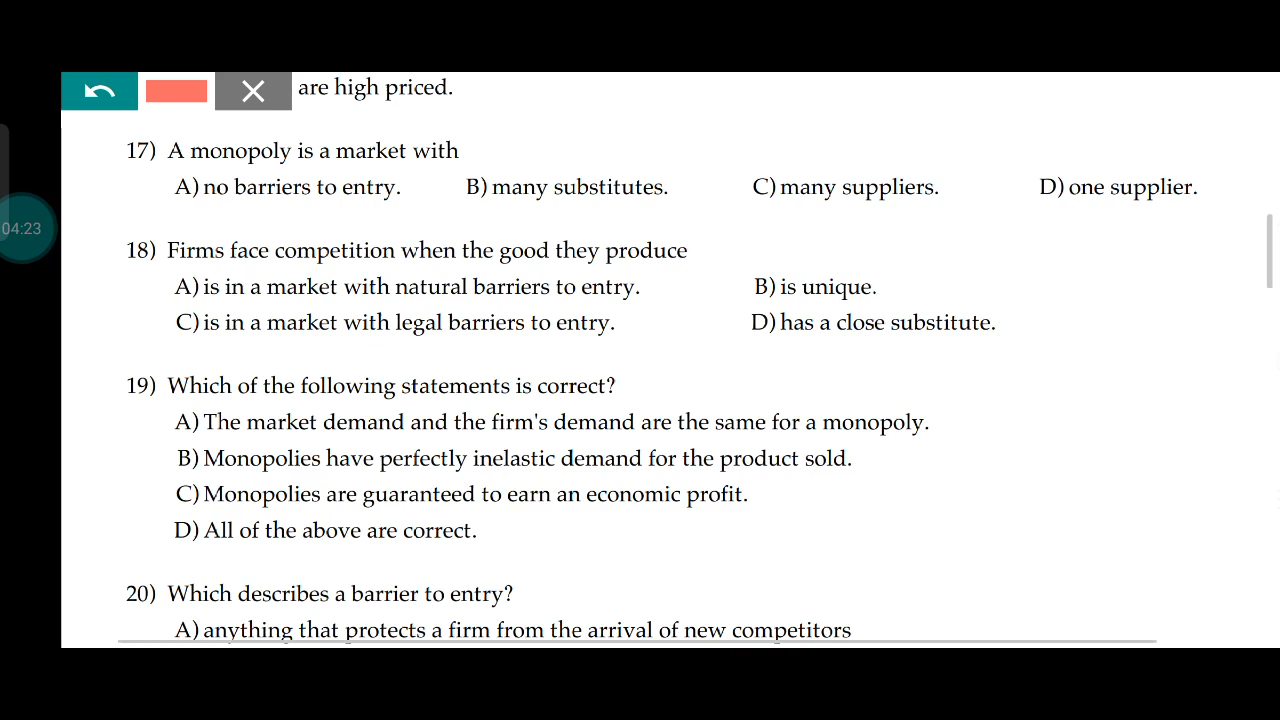 are high priced.
17) A monopoly is a market with
A) no barriers to entry. B) many substitutes. C) many suppliers. D) one supplier.
04:23
18) Firms face competition when the good they produce
A) is in a market with natural barriers to entry. B) is unique.
C) is in a market with legal barriers to entry. D) has a close substitute.
19) Which of the following statements is correct?
A) The market demand and the firm's demand are the same for a monopoly.
B) Monopolies have perfectly inelastic demand for the product sold.
C) Monopolies are guaranteed to earn an economic profit.
D) All of the above are correct.
20) Which describes a barrier to entry?
A) anything that protects a firm from the arrival of new competitors